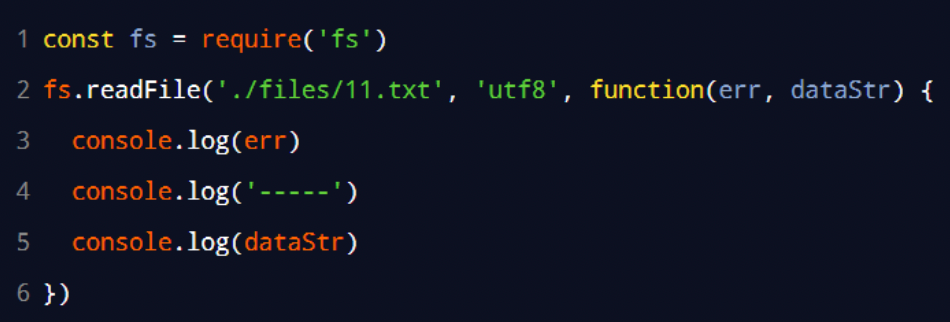 1 const fs = require('fs')
2 fs.readFile('./files/11.txt', 'utf8', function(err, dataStr) {
3   console.log(err)
4   console.log('-----')
5   console.log(dataStr)
6 })